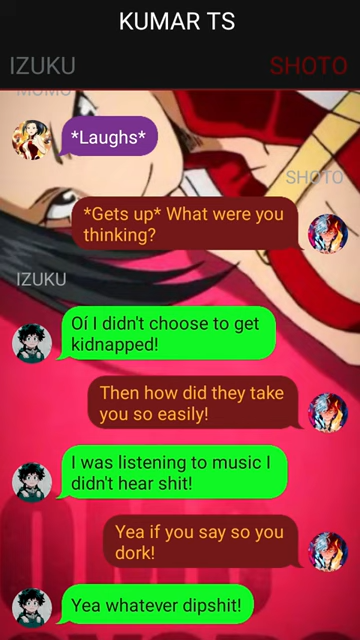 KUMAR TS
IZUKU
SHOTO
MOMO
*Laughs*
SHOTO
*Gets up* What were you
thinking?
IZUKU
Oí I didn't choose to get
kidnapped!
Then how did they take
you so easily!
I was listening to music I
didn't hear shit!
Yea if you say so you
dork!
Yea whatever dipshit!